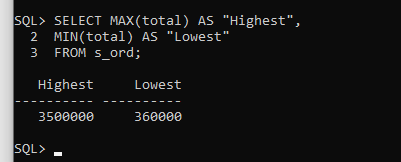 SQL> SELECT MAX(total) AS "Highest",
  2  MIN(total) AS "Lowest"
  3  FROM s_ord;
   Highest     Lowest
---------- ----------
   3500000     360000
SQL>